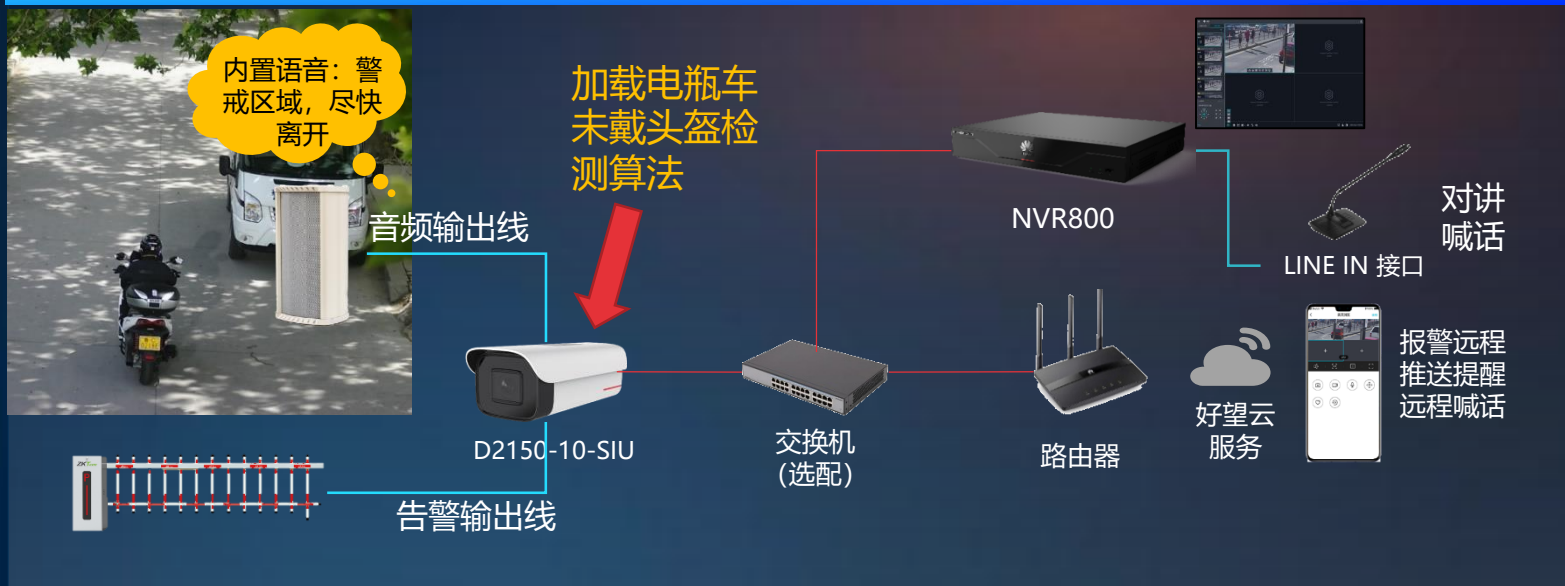 内置语音：警
戒区域，尽快
离开
加载电瓶车
未戴头盔检
测算法
音频输出线
NVR800
对讲
喊话
LINE IN 接口
D2150-10-SIU
交换机
（选配）
路由器
好望云
服务
报警远程
推送提醒
远程喊话
告警输出线